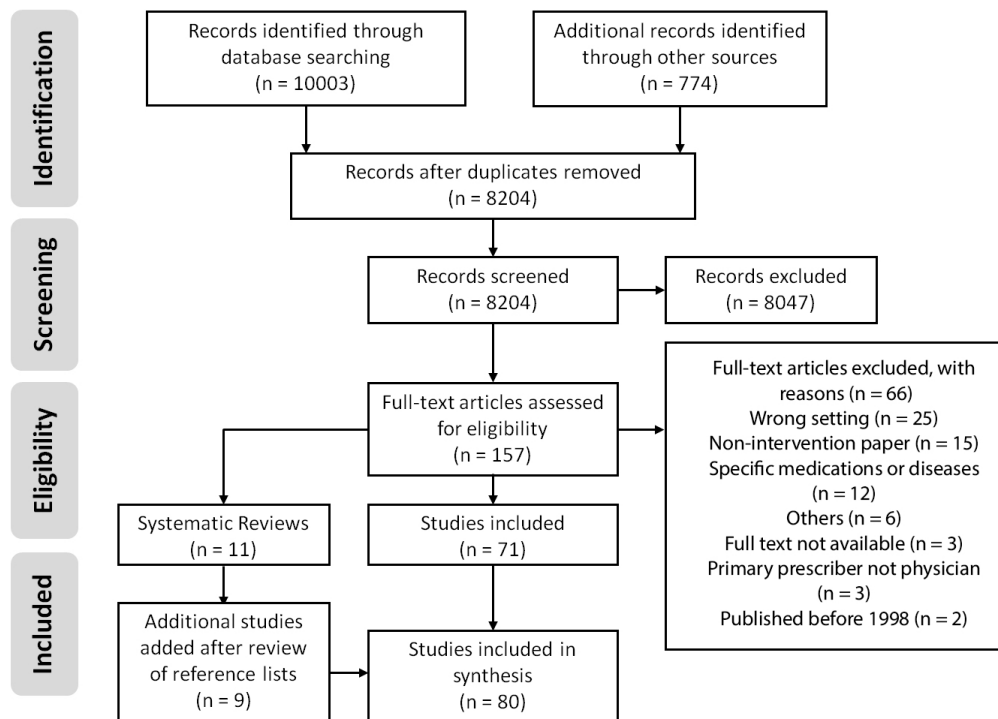 Identification
Records identified through
database searching
(n = 10003)
Additional records identified
through other sources
(n = 774)
Records after duplicates removed
(n = 8204)
Screening
Records screened
(n = 8204)
Records excluded
(n = 8047)
Eligibility
Full-text articles assessed
for eligibility
(n = 157)
Full-text articles excluded, with
reasons (n = 66)
Wrong setting (n = 25)
Non-intervention paper (n = 15)
Specific medications or diseases
(n = 12)
Others (n = 6)
Full text not available (n = 3)
Primary prescriber not physician
(n = 3)
Published before 1998 (n = 2)
Systematic Reviews
(n = 11)
Studies included
(n = 71)
Included
Additional studies
added after review
of reference lists
(n = 9)
Studies included in
synthesis
(n = 80)